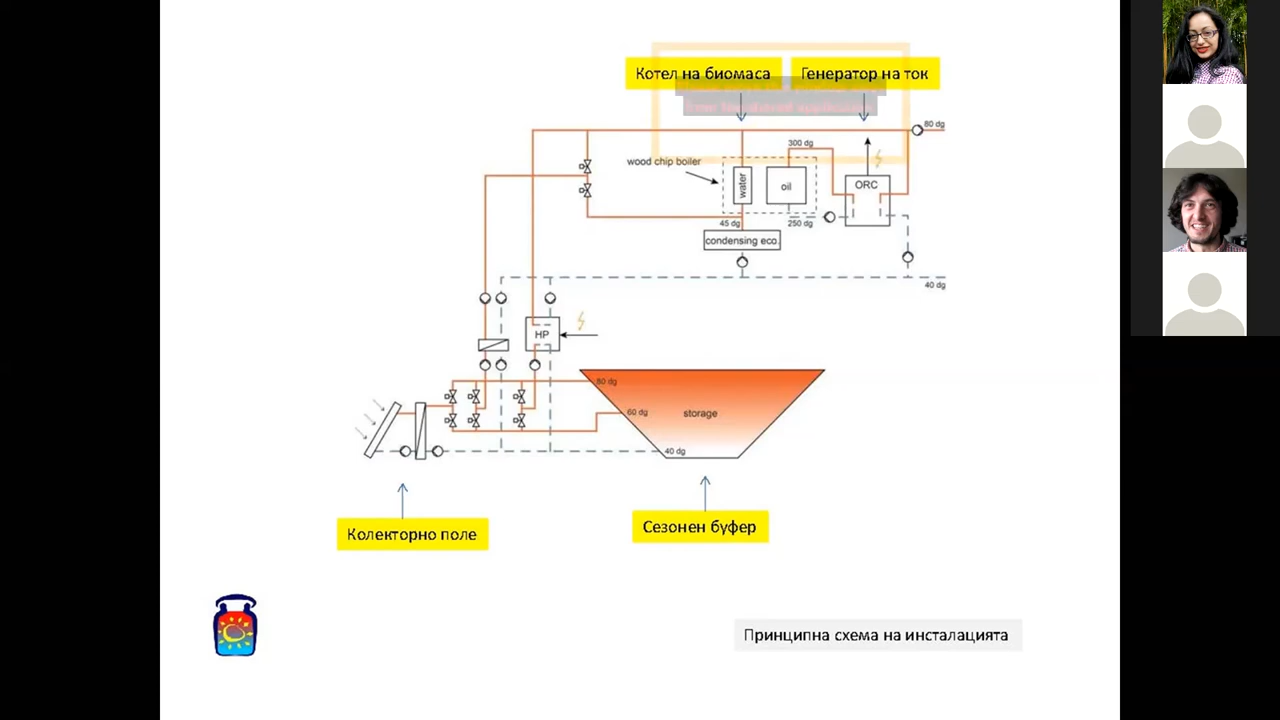 Котел на биомаса
Генератор на ток
80 dg
300 dg
wood chip boiler
water
oil
ORC
45 dg
250 dg
condensing eco.
40 dg
HP
80 dg
60 dg
storage
40 dg
Колекторно поле
Сезонен буфер
Принципна схема на инсталацията